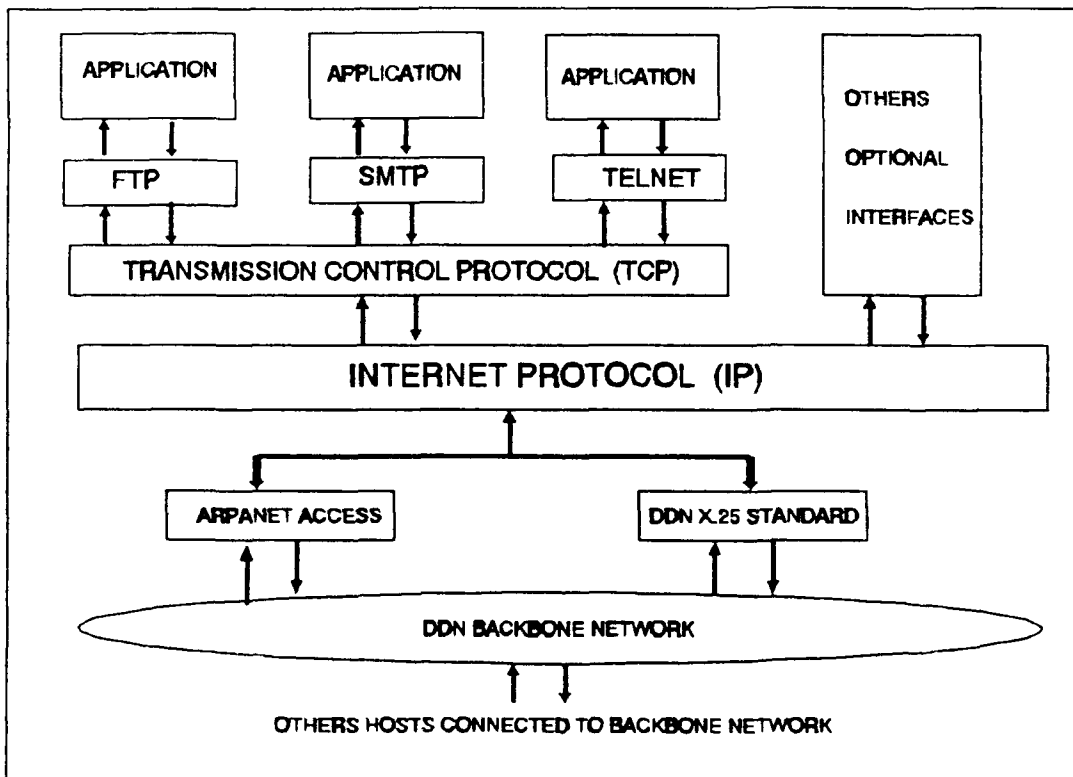 APPLICATION
APPLICATION
APPLICATION
OTHERS
OPTIONAL
INTERFACES
FTP
SMTP
TELNET
TRANSMISSION CONTROL PROTOCOL (TCP)
INTERNET PROTOCOL (IP)
ARPANET ACCESS
DDN X.25 STANDARD
DDN BACKBONE NETWORK
OTHERS HOSTS CONNECTED TO BACKBONE NETWORK